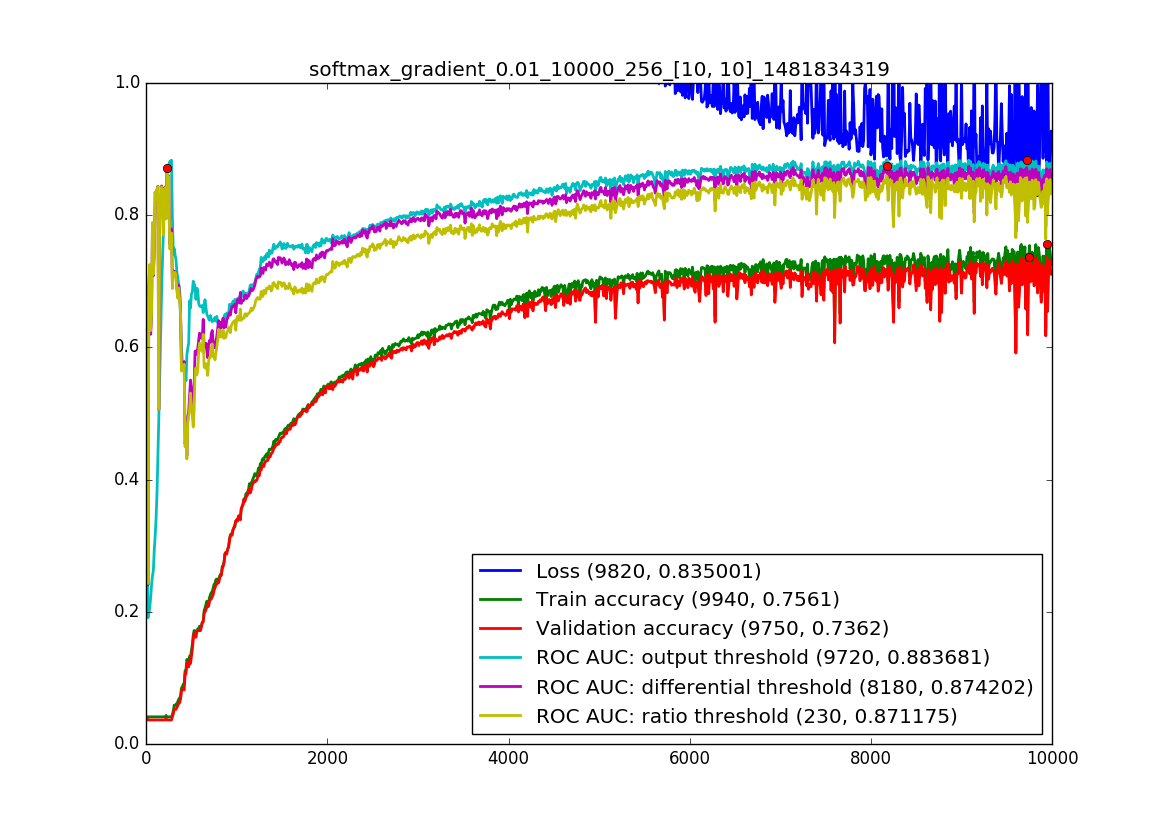 softmax_gradient_0.01_10000_256_[10, 10]_1481834319
1.0
0.8
0.6
0.4
0.2
0.0
0 2000 4000 6000 8000 10000
Loss (9820, 0.835001)
Train accuracy (9940, 0.7561)
Validation accuracy (9750, 0.7362)
ROC AUC: output threshold (9720, 0.883681)
ROC AUC: differential threshold (8180, 0.874202)
ROC AUC: ratio threshold (230, 0.871175)